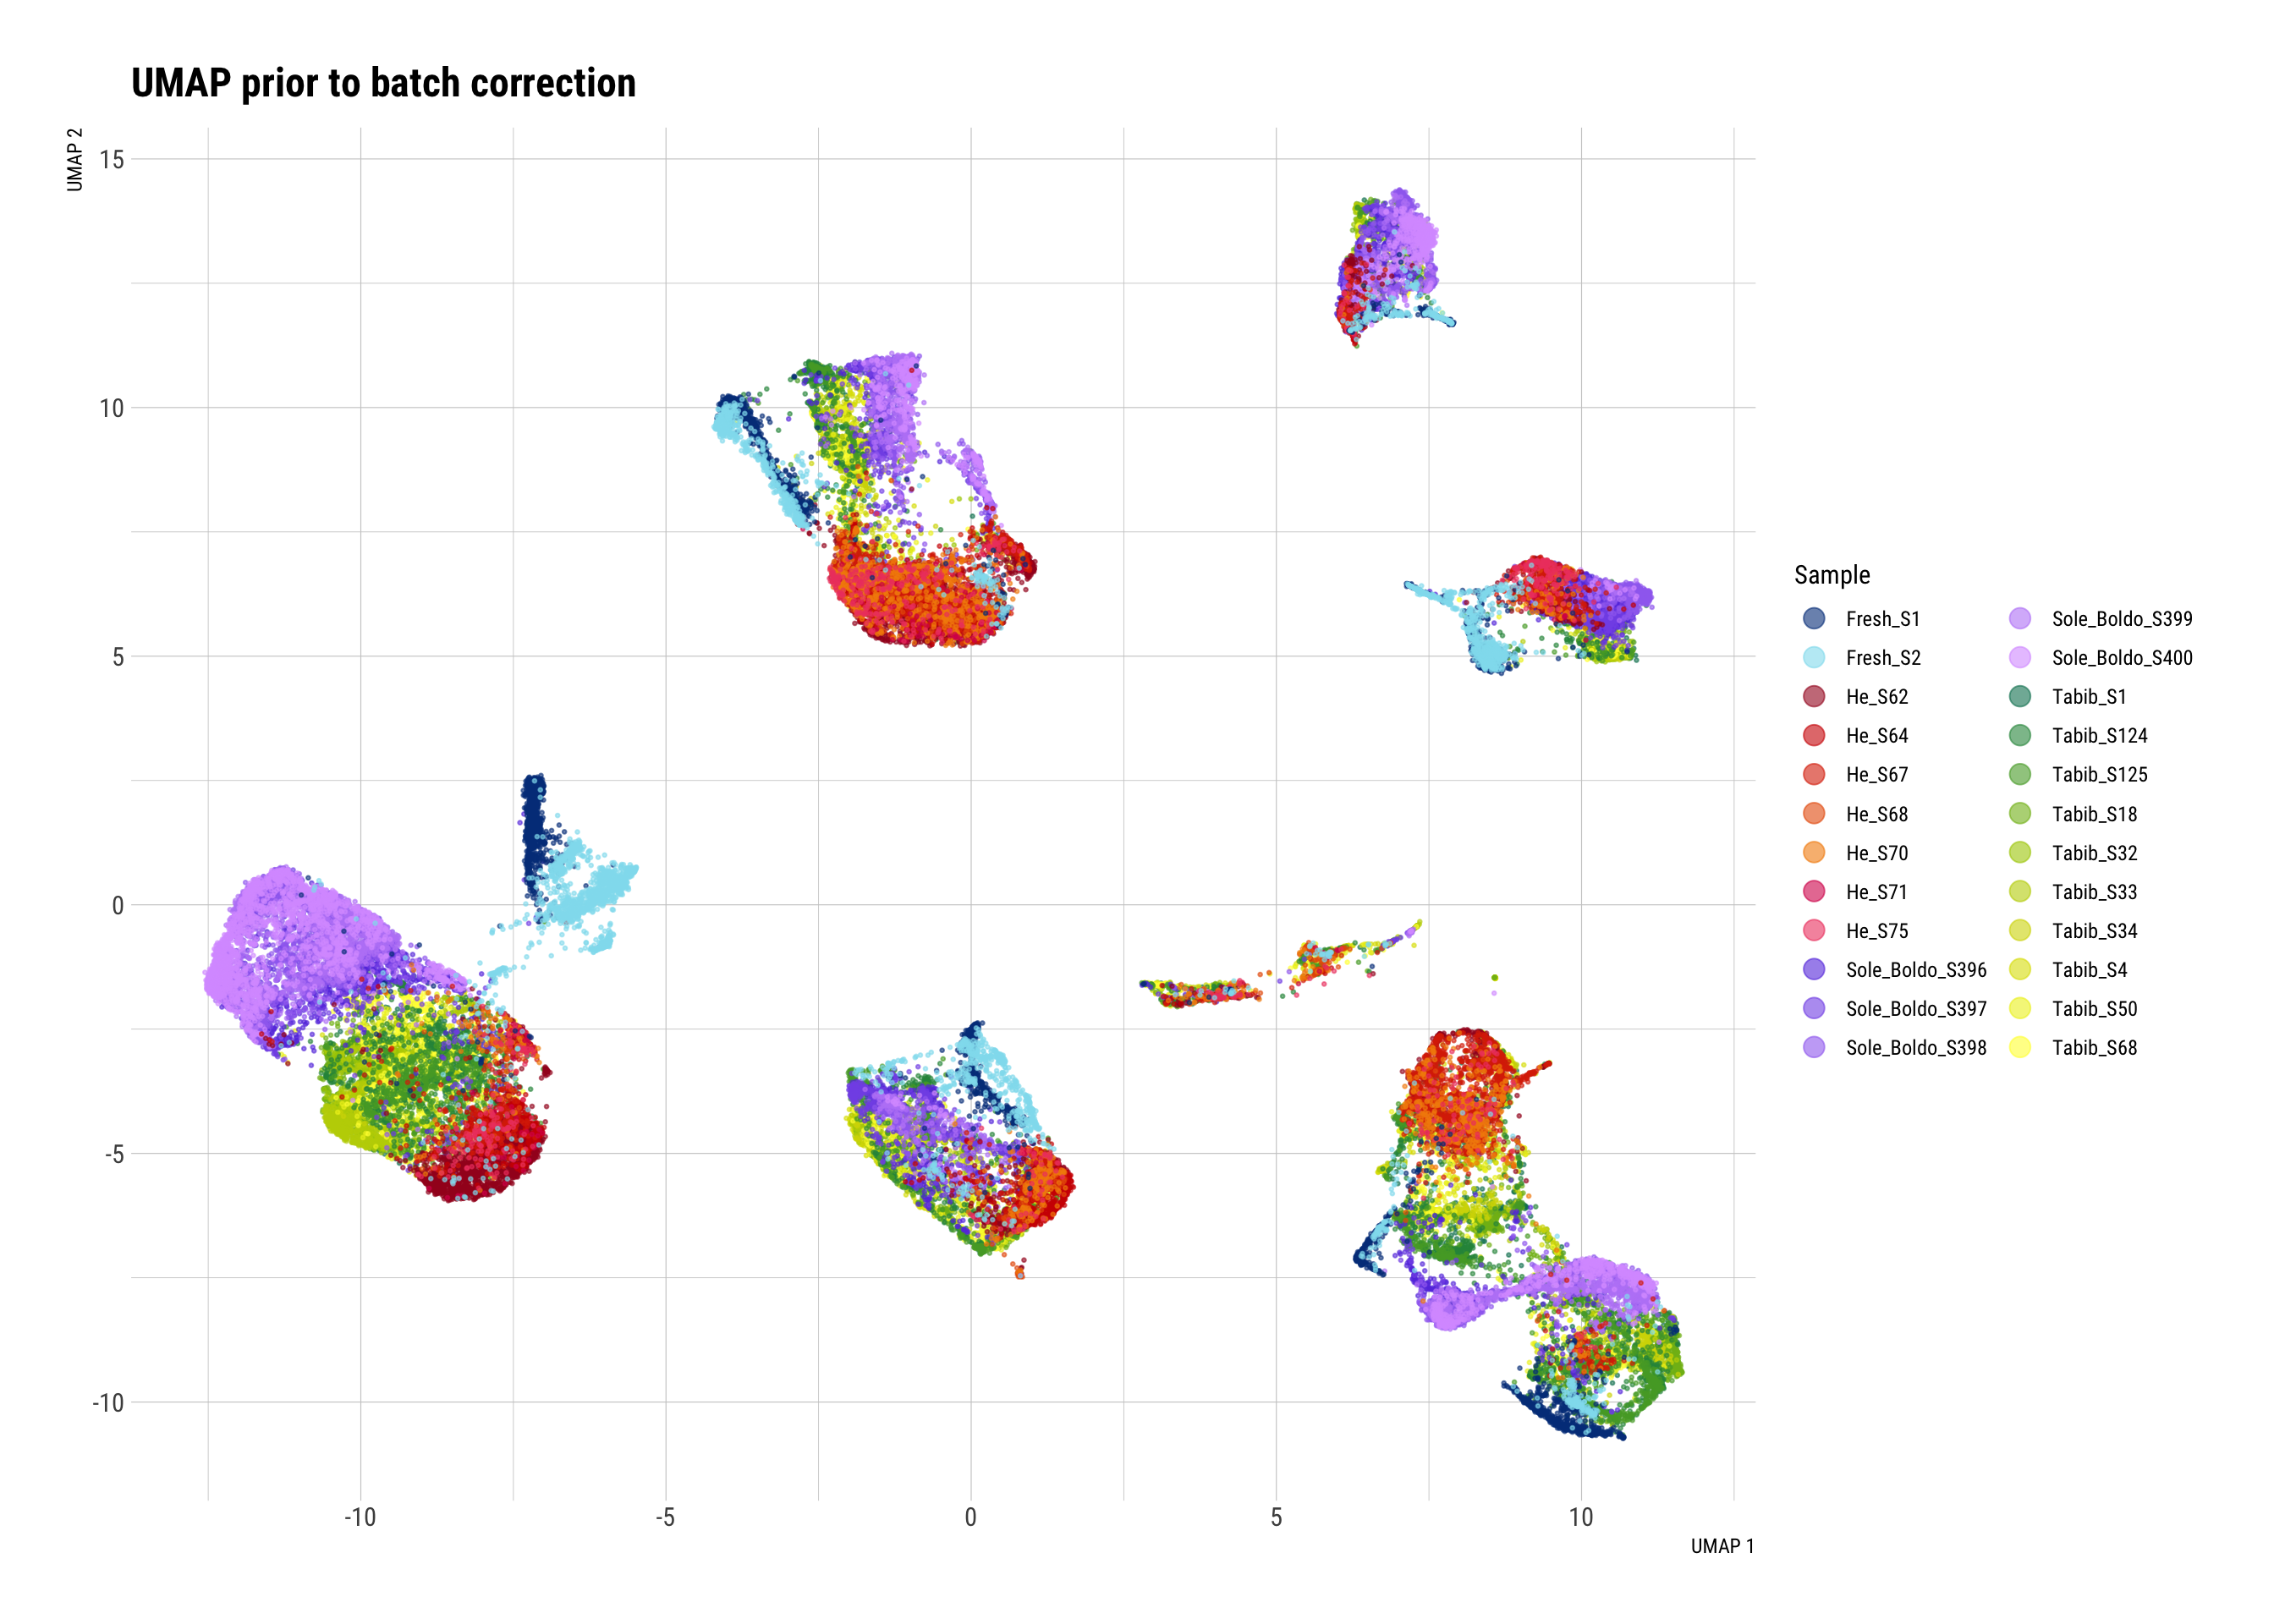 UMAP prior to batch correction
UMAP 2
15
10
5
0
-5
-10
-10
-5
0
5
10
UMAP 1
Sample
Fresh_S1
Fresh_S2
He_S62
He_S64
He_S67
He_S68
He_S70
He_S71
He_S75
Sole_Boldo_S396
Sole_Boldo_S397
Sole_Boldo_S398
Sole_Boldo_S399
Sole_Boldo_S400
Tabib_S1
Tabib_S124
Tabib_S125
Tabib_S18
Tabib_S32
Tabib_S33
Tabib_S34
Tabib_S4
Tabib_S50
Tabib_S68